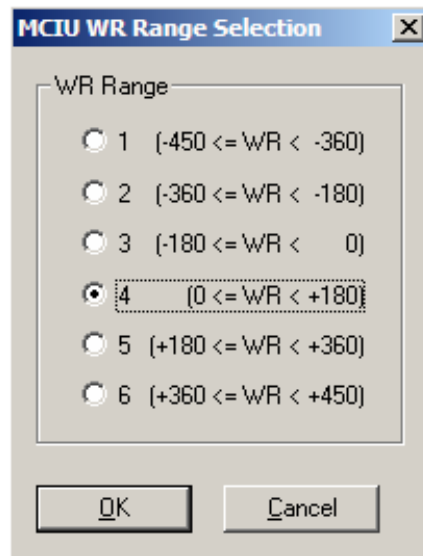 MCIU WR Range Selection
WR Range
1 (-450 <= WR < -360)
2 (-360 <= WR < -180)
3 (-180 <= WR < 0)
4 (0 <= WR < +180)
5 (+180 <= WR < +360)
6 (+360 <= WR < +450)
OK Cancel